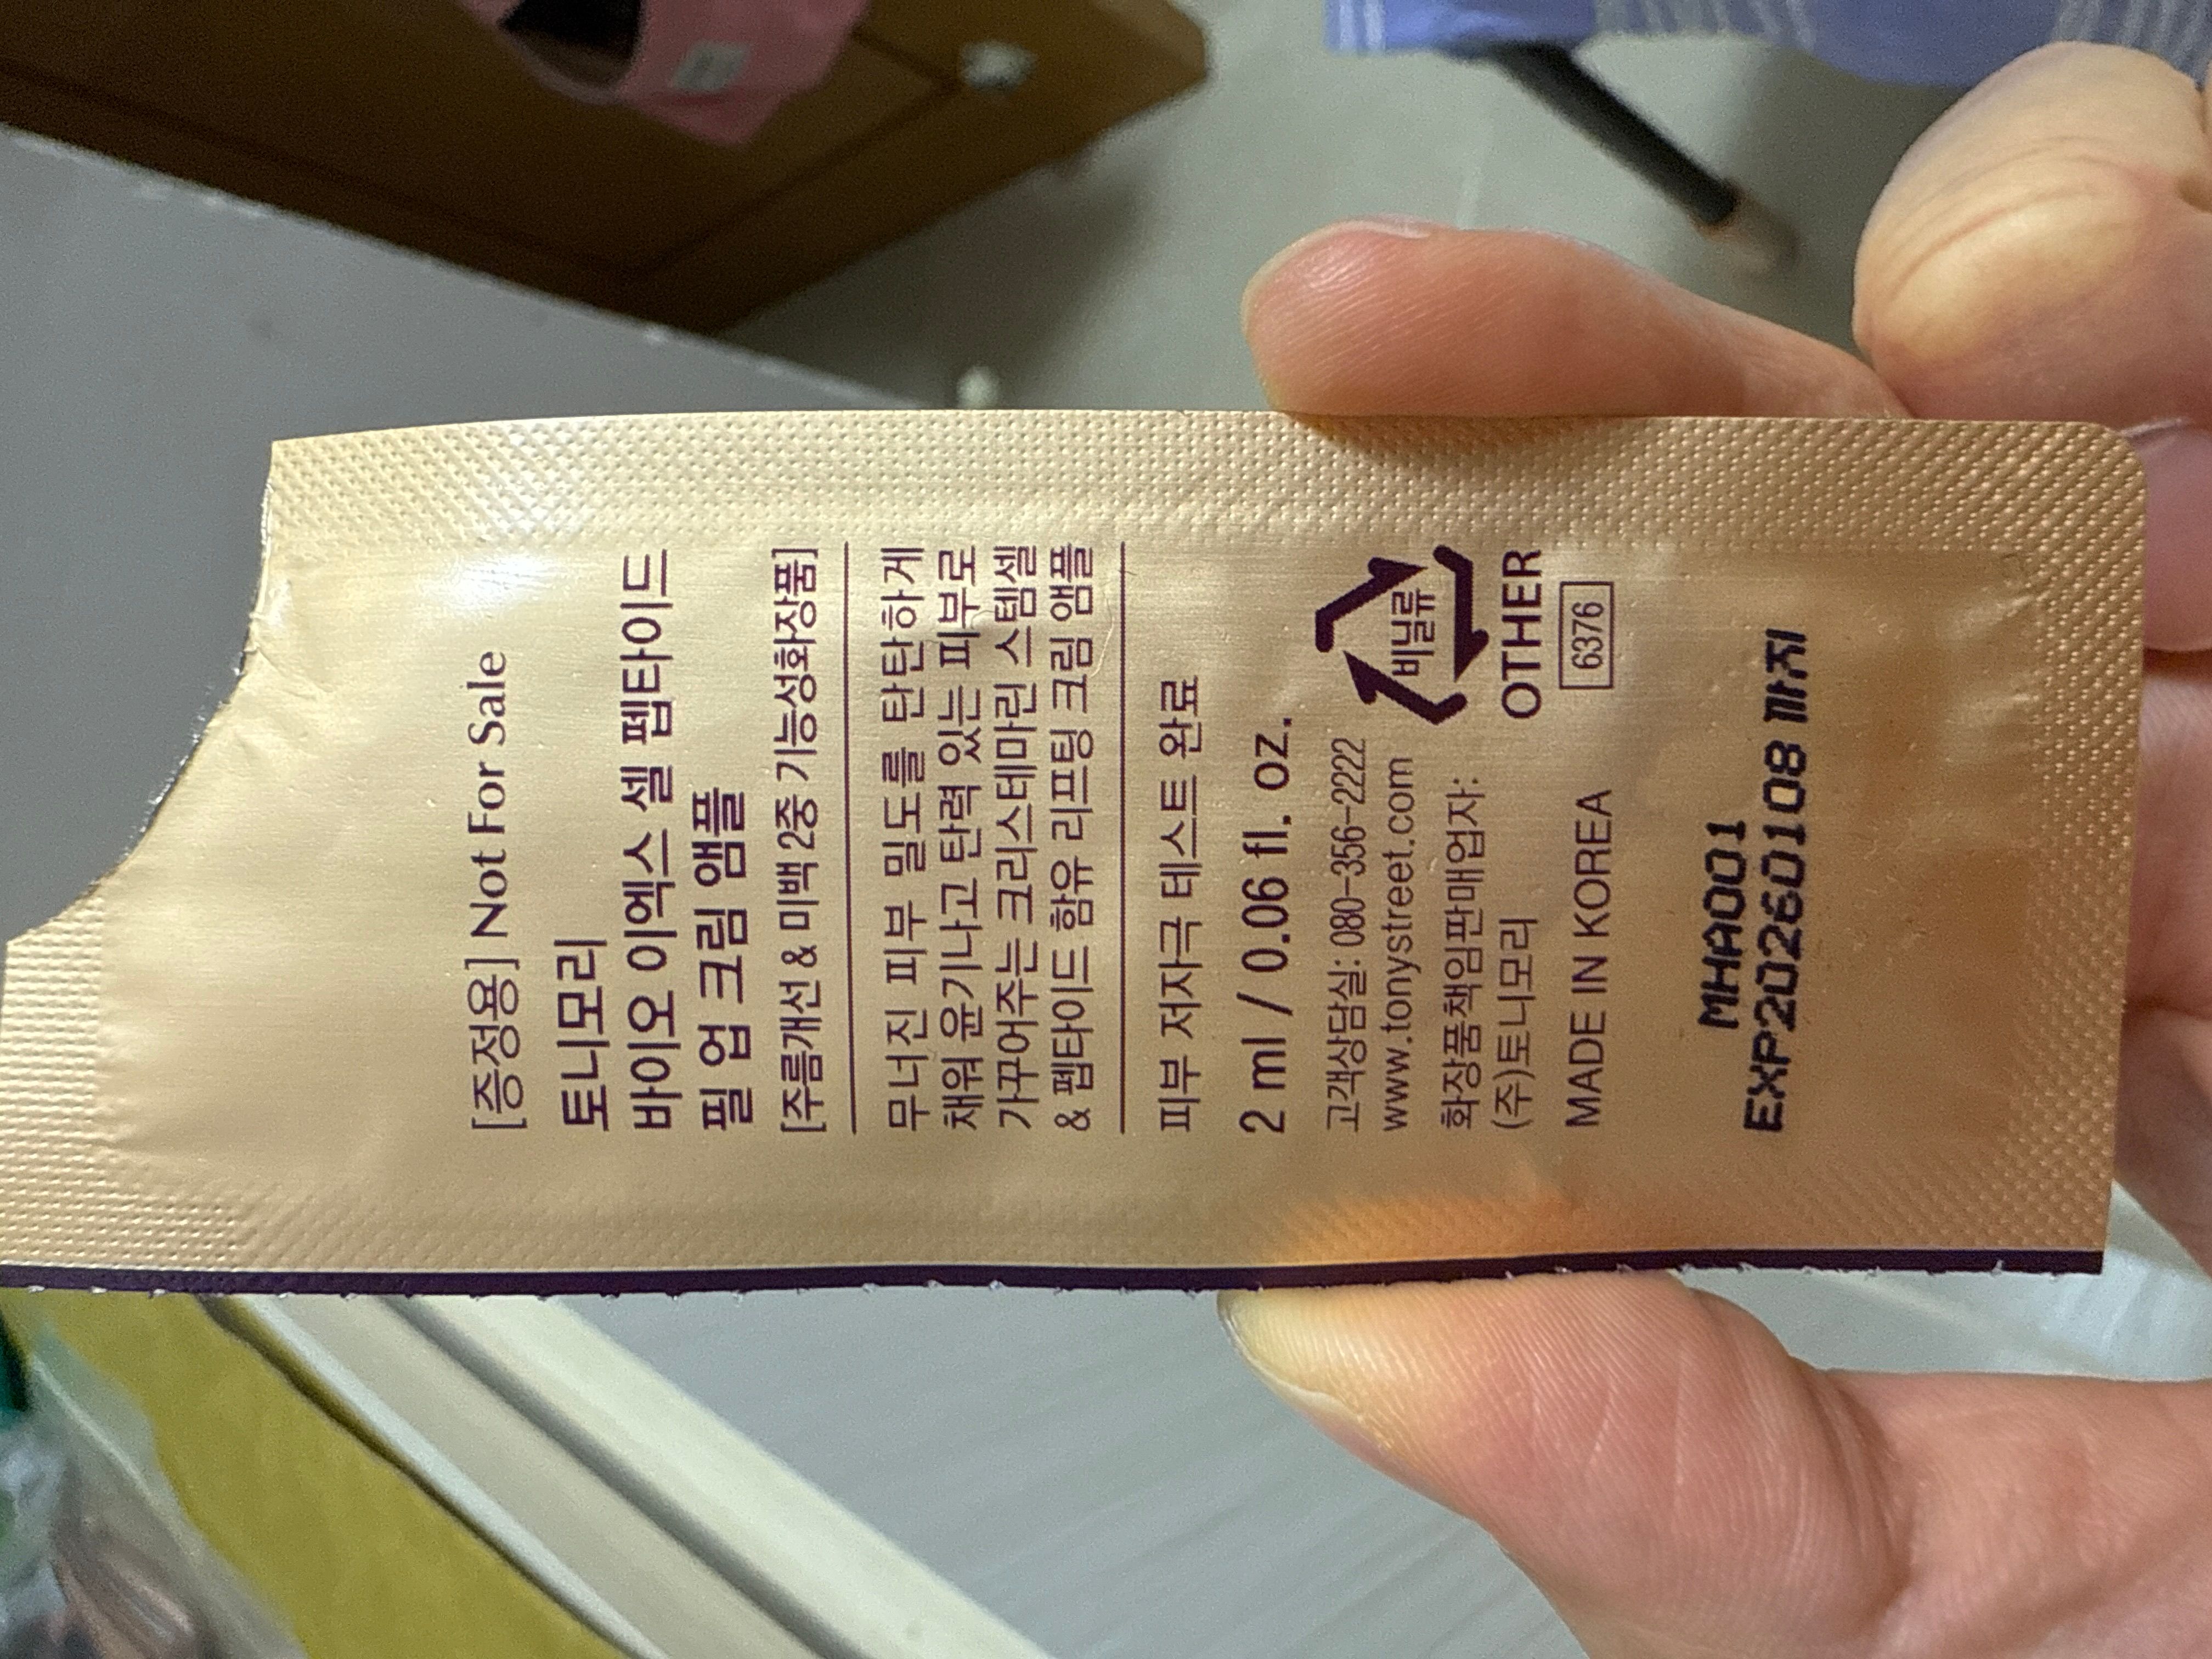 [증정용] Not For Sale
토니모리
바이오 이엑스 셀 펩타이드
필 업 크림 앰플
[주름개선 & 미백 2중 기능성화장품]
무너진 피부 밀도를 탄탄하게
채워 윤기나고 탄력 있는 피부로
가꾸어주는 크리스테마린 스템셀
& 펩타이드 함유 리프팅 크림 앰플
피부 저자극 테스트 완료
2 ml / 0.06 fl. oz.
고객상담실: 080-356-2222
www.tonystreet.com
화장품책임판매업자:
(주)토니모리
MADE IN KOREA
비닐류
OTHER
6376
MHA001
EXP20260108 까지